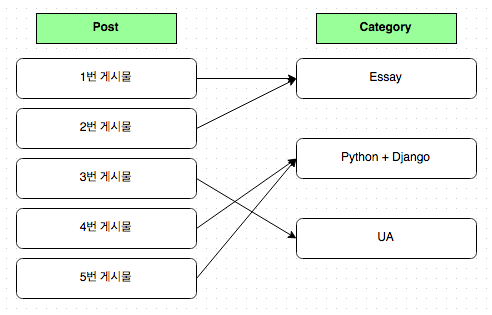 Post
Category
1번 게시물
2번 게시물
3번 게시물
4번 게시물
5번 게시물
Essay
Python + Django
UA